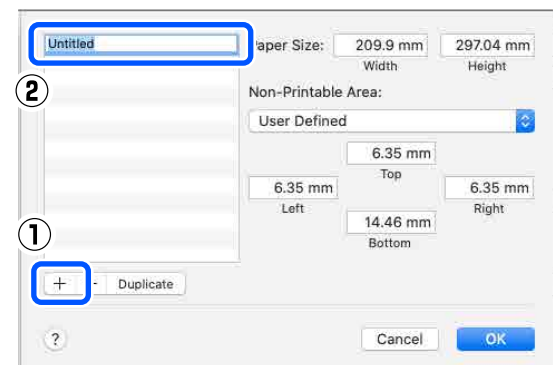 Untitled
Paper Size: 209.9 mm 297.04 mm
Width Height
②
Non-Printable Area:
User Defined
6.35 mm
Top
6.35 mm 6.35 mm
Left Right
①
14.46 mm
Bottom
+ - Duplicate
? Cancel OK